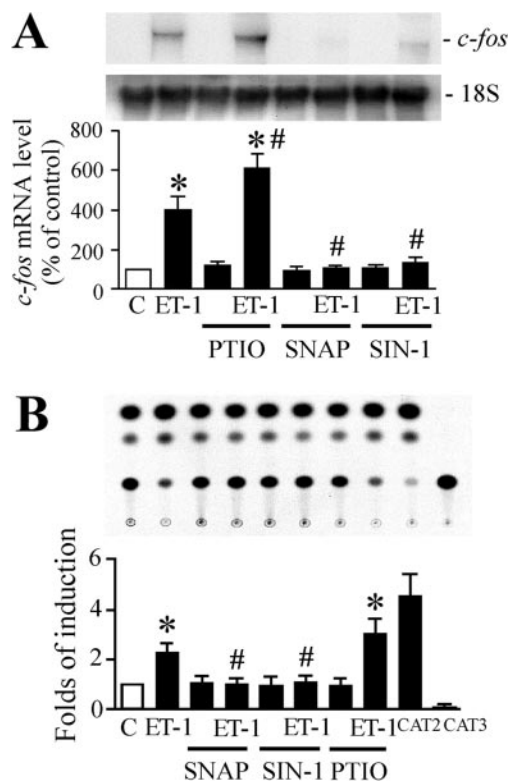 A
- c-fos
- 18S
c-fos mRNA level
(% of control)
800
600
400
200
0
* * #
# #
C ET-1 ET-1 ET-1 ET-1
PTIO SNAP SIN-1
B
Folds of induction
6
4
2
0
* # # *
C ET-1 ET-1 ET-1 ET-1 CAT2 CAT3
SNAP SIN-1 PTIO